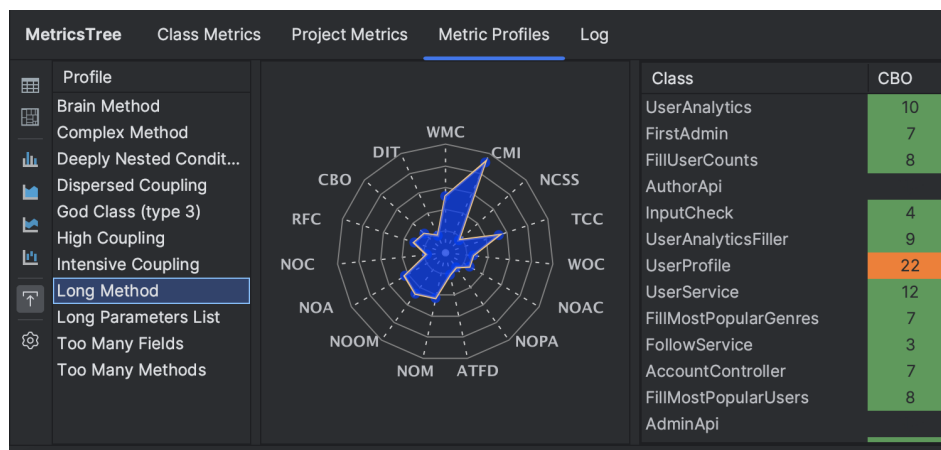 MetricsTree Class Metrics Project Metrics Metric Profiles Log
Profile
Brain Method
Complex Method
Deeply Nested Condit...
Dispersed Coupling
God Class (type 3)
High Coupling
Intensive Coupling
Long Method
Long Parameters List
Too Many Fields
Too Many Methods
WMC
CMI
NCSS
TCC
WOC
NOAC
NOPA
ATFD
NOM
NOOM
NOA
NOC
RFC
CBO
DIT
Class CBO
UserAnalytics 10
FirstAdmin 7
FillUserCounts 8
AuthorApi
InputCheck 4
UserAnalyticsFiller 9
UserProfile 22
UserService 12
FillMostPopularGenres 7
FollowService 3
AccountController 7
FillMostPopularUsers 8
AdminApi